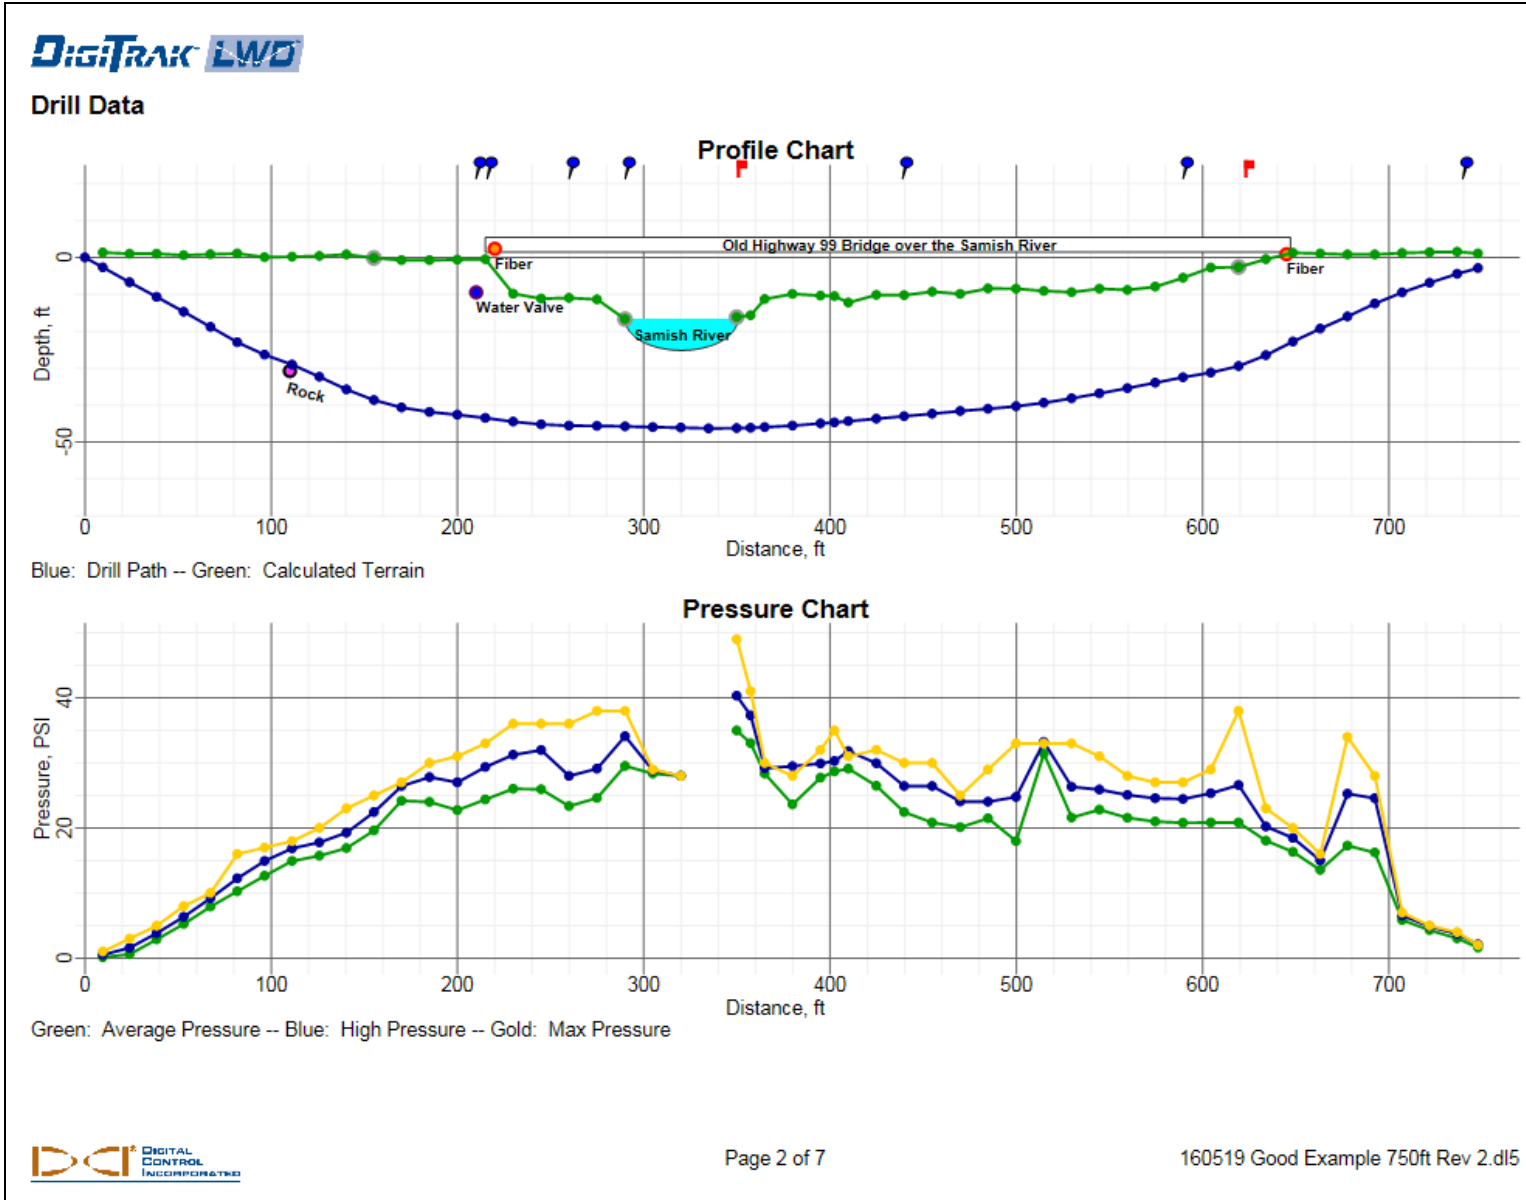 DIGITRAK LWD
Drill Data
Profile Chart
Old Highway 99 Bridge over the Samish River
Fiber
Fiber
Water Valve
Samish River
Rock
Depth, ft
0
-50
0 100 200 300 400 500 600 700
Distance, ft
Blue: Drill Path -- Green: Calculated Terrain
Pressure Chart
Pressure, PSI
40
20
0
0 100 200 300 400 500 600 700
Distance, ft
Green: Average Pressure -- Blue: High Pressure -- Gold: Max Pressure
DCI DIGITAL
CONTROL
INCORPORATED
Page 2 of 7
160519 Good Example 750ft Rev 2.dl5